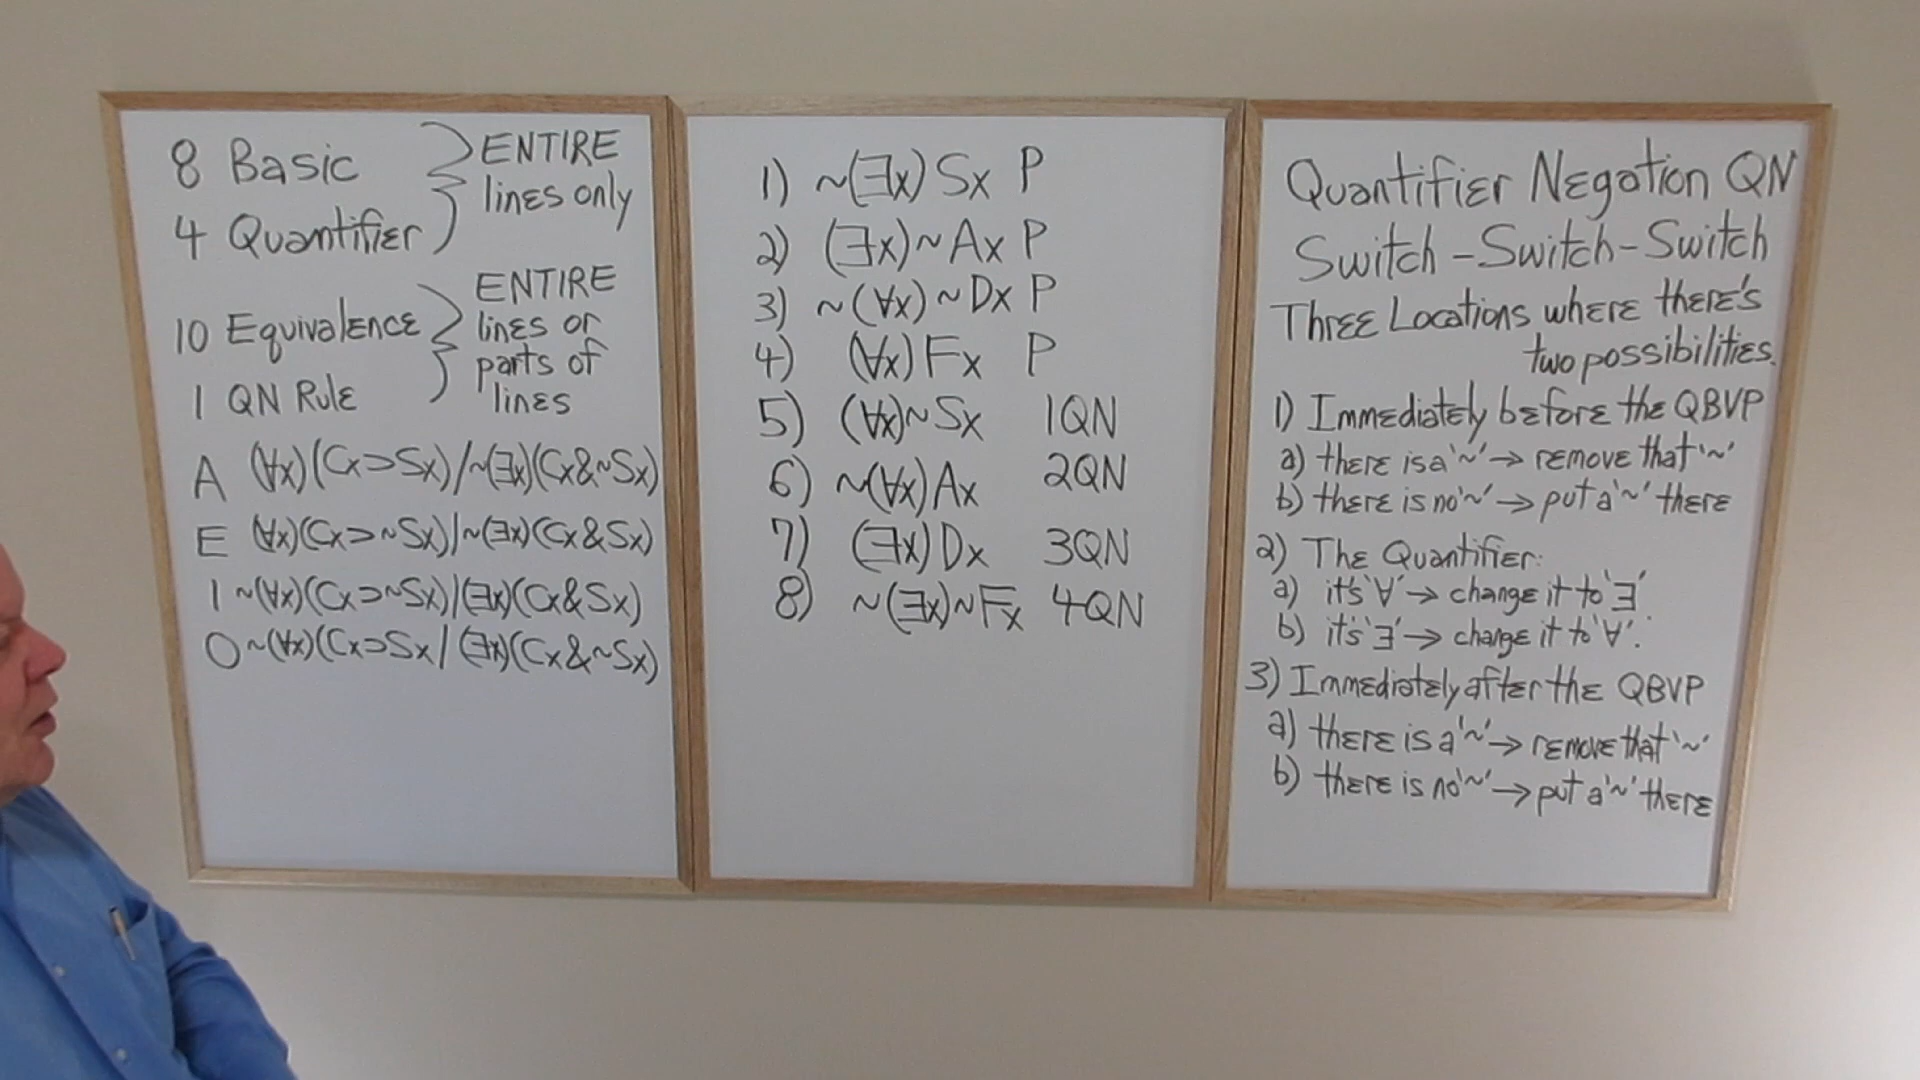 8 Basic
4 Quantifier
ENTIRE
lines only
10 Equivalence
1 QN Rule
ENTIRE
lines or
parts of
lines
A (∀x)(Cx⊃Sx)/~(∃x)(Cx&~Sx)
E (∀x)(Cx⊃~Sx)/~(∃x)(Cx&Sx)
I ~(∀x)(Cx⊃~Sx)/(∃x)(Cx&Sx)
O ~(∀x)(Cx⊃Sx/(∃x)(Cx&~Sx)
1) ~(∃x) Sx P
2) (∃x)~Ax P
3) ~(∀x)~Dx P
4) (∀x)Fx P
5) (∀x)~Sx 1QN
6) ~(∀x)Ax 2QN
7) (∃x)Dx 3QN
8) ~(∃x)~Fx 4QN
Quantifier Negation QN
Switch-Switch-Switch
Three Locations where there's
two possibilities.
1) Immediately before the QBVP
a) there is a '~' → remove that '~'
b) there is no '~' → put a '~' there
2) The Quantifier:
a) it's '∀' → change it to '∃'.
b) it's '∃' → change it to '∀'.
3) Immediately after the QBVP
a) there is a '~' → remove that '~'
b) there is no '~' → put a '~' there